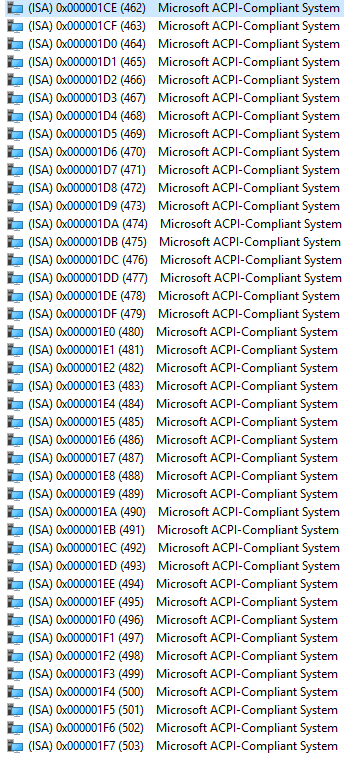 (ISA) 0x000001CE (462) Microsoft ACPI-Compliant System
(ISA) 0x000001CF (463) Microsoft ACPI-Compliant System
(ISA) 0x000001D0 (464) Microsoft ACPI-Compliant System
(ISA) 0x000001D1 (465) Microsoft ACPI-Compliant System
(ISA) 0x000001D2 (466) Microsoft ACPI-Compliant System
(ISA) 0x000001D3 (467) Microsoft ACPI-Compliant System
(ISA) 0x000001D4 (468) Microsoft ACPI-Compliant System
(ISA) 0x000001D5 (469) Microsoft ACPI-Compliant System
(ISA) 0x000001D6 (470) Microsoft ACPI-Compliant System
(ISA) 0x000001D7 (471) Microsoft ACPI-Compliant System
(ISA) 0x000001D8 (472) Microsoft ACPI-Compliant System
(ISA) 0x000001D9 (473) Microsoft ACPI-Compliant System
(ISA) 0x000001DA (474) Microsoft ACPI-Compliant System
(ISA) 0x000001DB (475) Microsoft ACPI-Compliant System
(ISA) 0x000001DC (476) Microsoft ACPI-Compliant System
(ISA) 0x000001DD (477) Microsoft ACPI-Compliant System
(ISA) 0x000001DE (478) Microsoft ACPI-Compliant System
(ISA) 0x000001DF (479) Microsoft ACPI-Compliant System
(ISA) 0x000001E0 (480) Microsoft ACPI-Compliant System
(ISA) 0x000001E1 (481) Microsoft ACPI-Compliant System
(ISA) 0x000001E2 (482) Microsoft ACPI-Compliant System
(ISA) 0x000001E3 (483) Microsoft ACPI-Compliant System
(ISA) 0x000001E4 (484) Microsoft ACPI-Compliant System
(ISA) 0x000001E5 (485) Microsoft ACPI-Compliant System
(ISA) 0x000001E6 (486) Microsoft ACPI-Compliant System
(ISA) 0x000001E7 (487) Microsoft ACPI-Compliant System
(ISA) 0x000001E8 (488) Microsoft ACPI-Compliant System
(ISA) 0x000001E9 (489) Microsoft ACPI-Compliant System
(ISA) 0x000001EA (490) Microsoft ACPI-Compliant System
(ISA) 0x000001EB (491) Microsoft ACPI-Compliant System
(ISA) 0x000001EC (492) Microsoft ACPI-Compliant System
(ISA) 0x000001ED (493) Microsoft ACPI-Compliant System
(ISA) 0x000001EE (494) Microsoft ACPI-Compliant System
(ISA) 0x000001EF (495) Microsoft ACPI-Compliant System
(ISA) 0x000001F0 (496) Microsoft ACPI-Compliant System
(ISA) 0x000001F1 (497) Microsoft ACPI-Compliant System
(ISA) 0x000001F2 (498) Microsoft ACPI-Compliant System
(ISA) 0x000001F3 (499) Microsoft ACPI-Compliant System
(ISA) 0x000001F4 (500) Microsoft ACPI-Compliant System
(ISA) 0x000001F5 (501) Microsoft ACPI-Compliant System
(ISA) 0x000001F6 (502) Microsoft ACPI-Compliant System
(ISA) 0x000001F7 (503) Microsoft ACPI-Compliant System